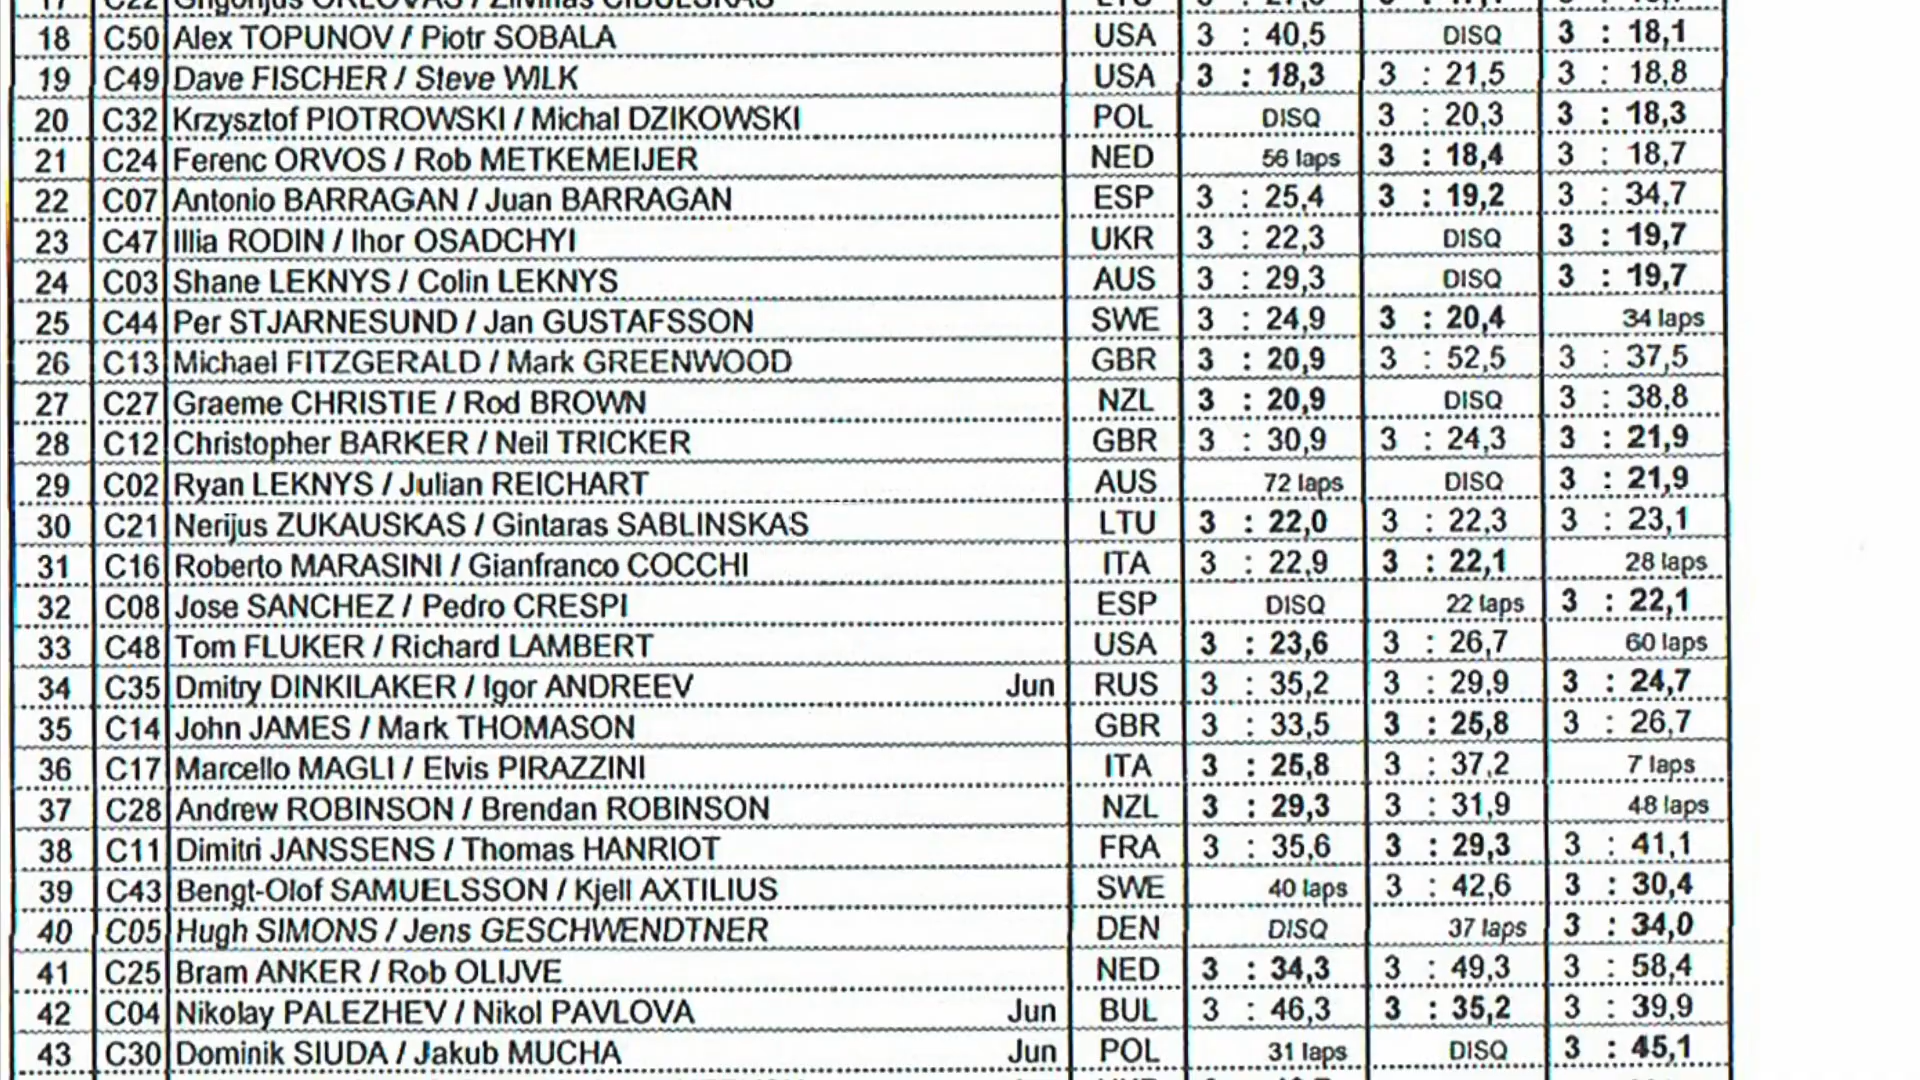 18 C50 Alex TOPUNOV / Piotr SOBALA USA 3 : 40,5 DISQ 3 : 18,1
19 C49 Dave FISCHER / Steve WILK USA 3 : 18,3 3 : 21,5 3 : 18,8
20 C32 Krzysztof PIOTROWSKI / Michal DZIKOWSKI POL DISQ 3 : 20,3 3 : 18,3
21 C24 Ferenc ORVOS / Rob METKEMEIJER NED 56 laps 3 : 18,4 3 : 18,7
22 C07 Antonio BARRAGAN / Juan BARRAGAN ESP 3 : 25,4 3 : 19,2 3 : 34,7
23 C47 Illia RODIN / Ihor OSADCHYI UKR 3 : 22,3 DISQ 3 : 19,7
24 C03 Shane LEKNYS / Colin LEKNYS AUS 3 : 29,3 DISQ 3 : 19,7
25 C44 Per STJARNESUND / Jan GUSTAFSSON SWE 3 : 24,9 3 : 20,4 34 laps
26 C13 Michael FITZGERALD / Mark GREENWOOD GBR 3 : 20,9 3 : 52,5 3 : 37,5
27 C27 Graeme CHRISTIE / Rod BROWN NZL 3 : 20,9 DISQ 3 : 38,8
28 C12 Christopher BARKER / Neil TRICKER GBR 3 : 30,9 3 : 24,3 3 : 21,9
29 C02 Ryan LEKNYS / Julian REICHART AUS 72 laps DISQ 3 : 21,9
30 C21 Nerijus ZUKAUSKAS / Gintaras SABLINSKAS LTU 3 : 22,0 3 : 22,3 3 : 23,1
31 C16 Roberto MARASINI / Gianfranco COCCHI ITA 3 : 22,9 3 : 22,1 28 laps
32 C08 Jose SANCHEZ / Pedro CRESPI ESP DISQ 22 laps 3 : 22,1
33 C48 Tom FLUKER / Richard LAMBERT USA 3 : 23,6 3 : 26,7 60 laps
34 C35 Dmitry DINKILAKER / Igor ANDREEV Jun RUS 3 : 35,2 3 : 29,9 3 : 24,7
35 C14 John JAMES / Mark THOMASON GBR 3 : 33,5 3 : 25,8 3 : 26,7
36 C17 Marcello MAGLI / Elvis PIRAZZINI ITA 3 : 25,8 3 : 37,2 7 laps
37 C28 Andrew ROBINSON / Brendan ROBINSON NZL 3 : 29,3 3 : 31,9 48 laps
38 C11 Dimitri JANSSENS / Thomas HANRIOT FRA 3 : 35,6 3 : 29,3 3 : 41,1
39 C43 Bengt-Olof SAMUELSSON / Kjell AXTILIUS SWE 40 laps 3 : 42,6 3 : 30,4
40 C05 Hugh SIMONS / Jens GESCHWENDTNER DEN DISQ 37 laps 3 : 34,0
41 C25 Bram ANKER / Rob OLIJVE NED 3 : 34,3 3 : 49,3 3 : 58,4
42 C04 Nikolay PALEZHEV / Nikol PAVLOVA Jun BUL 3 : 46,3 3 : 35,2 3 : 39,9
43 C30 Dominik SIUDA / Jakub MUCHA Jun POL 31 laps DISQ 3 : 45,1